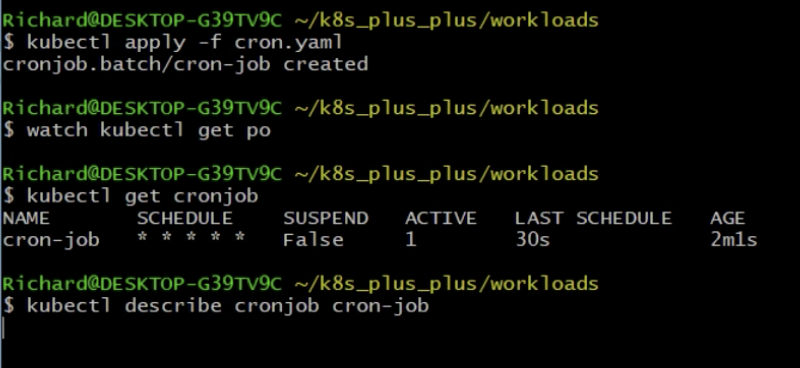 Richard@DESKTOP-G39TV9C ~/k8s_plus_plus/workloads
$ kubectl apply -f cron.yaml
cronjob.batch/cron-job created
Richard@DESKTOP-G39TV9C ~/k8s_plus_plus/workloads
$ watch kubectl get po
Richard@DESKTOP-G39TV9C ~/k8s_plus_plus/workloads
$ kubectl get cronjob
NAME SCHEDULE SUSPEND ACTIVE LAST SCHEDULE AGE
cron-job * * * * * False 1 30s 2m1s
Richard@DESKTOP-G39TV9C ~/k8s_plus_plus/workloads
$ kubectl describe cronjob cron-job